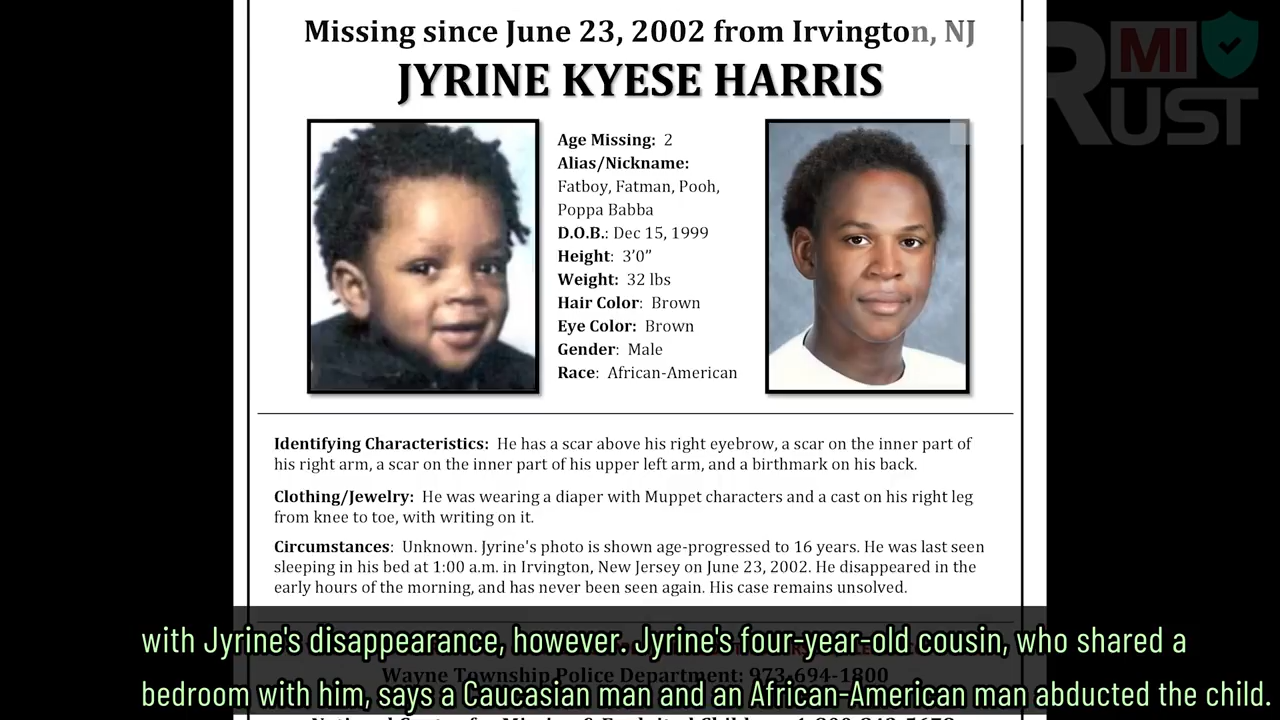 Missing since June 23, 2002 from Irvington, NJ
JYRINE KYESE HARRIS
MI
RUST
Age Missing: 2
Alias/Nickname:
Fatboy, Fatman, Pooh,
Poppa Babba
D.O.B.: Dec 15, 1999
Height: 3’0”
Weight: 32 lbs
Hair Color: Brown
Eye Color: Brown
Gender: Male
Race: African-American
Identifying Characteristics: He has a scar above his right eyebrow, a scar on the inner part of
his right arm, a scar on the inner part of his upper left arm, and a birthmark on his back.
Clothing/Jewelry: He was wearing a diaper with Muppet characters and a cast on his right leg
from knee to toe, with writing on it.
Circumstances: Unknown. Jyrine's photo is shown age-progressed to 16 years. He was last seen
sleeping in his bed at 1:00 a.m. in Irvington, New Jersey on June 23, 2002. He disappeared in the
early hours of the morning, and has never been seen again. His case remains unsolved.
with Jyrine's disappearance, however. Jyrine's four-year-old cousin, who shared a
Wayne Township Police Department: 973-694-1800
bedroom with him, says a Caucasian man and an African-American man abducted the child.